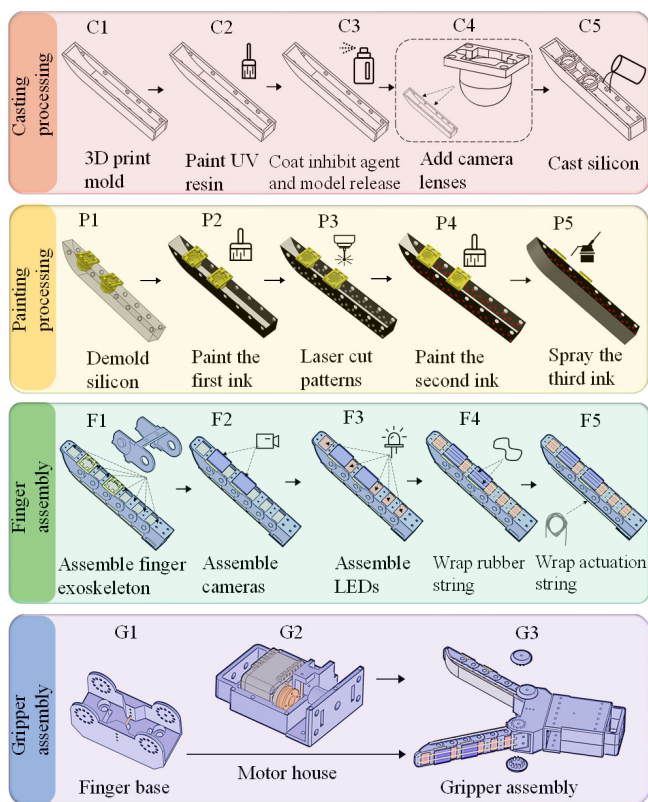 Casting
processing
C1
C2
C3
C4
C5
3D print
mold
Paint UV
resin
Coat inhibit agent
and model release
Add camera
lenses
Cast silicon
Painting
processing
P1
P2
P3
P4
P5
Demold
silicon
Paint the
first ink
Laser cut
patterns
Paint the
second ink
Spray the
third ink
Finger
assembly
F1
F2
F3
F4
F5
Assemble finger
exoskeleton
Assemble
cameras
Assemble
LEDs
Wrap rubber
string
Wrap actuation
string
Gripper
assembly
G1
G2
G3
Finger base
Motor house
Gripper assembly